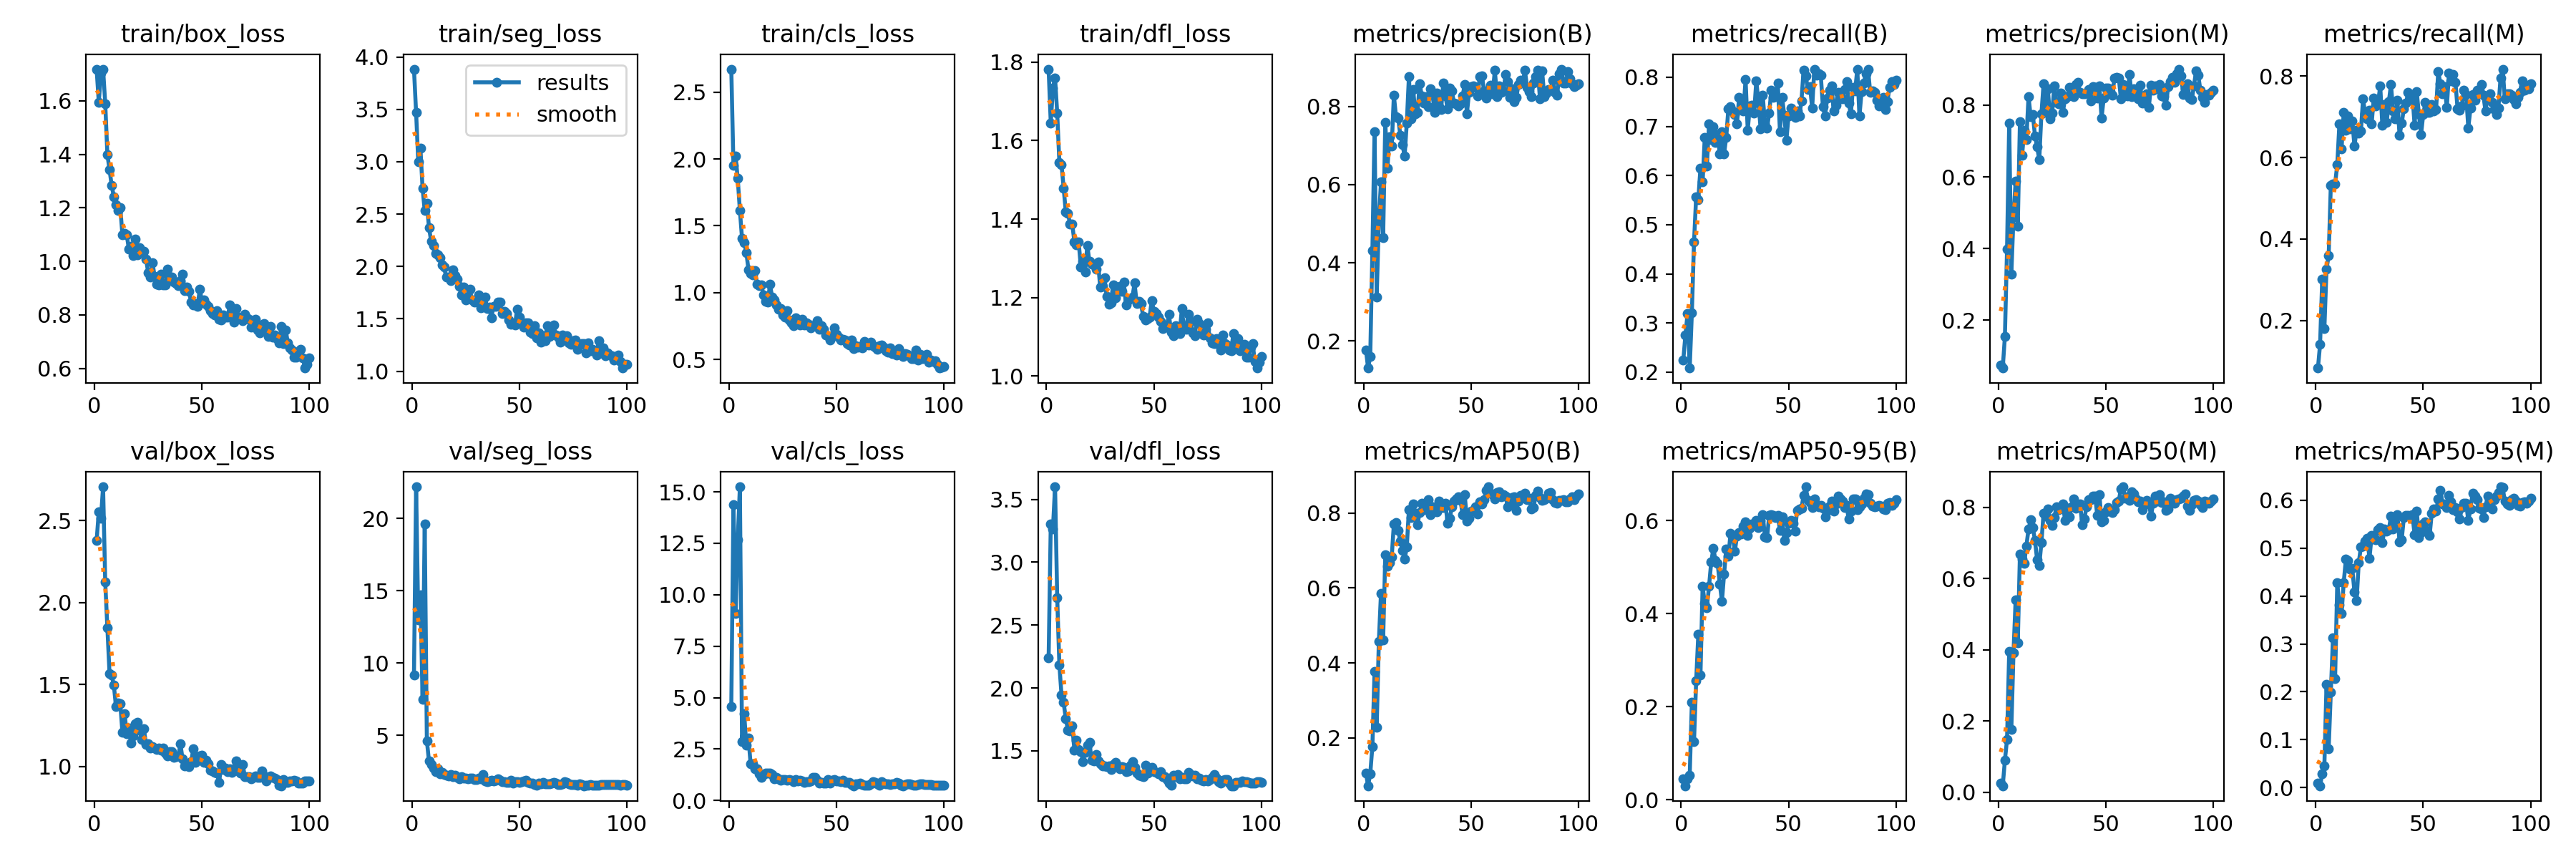 train/box_loss
1.6
1.4
1.2
1.0
0.8
0.6
0 50 100
train/seg_loss
results
smooth
4.0
3.5
3.0
2.5
2.0
1.5
1.0
0 50 100
train/cls_loss
2.5
2.0
1.5
1.0
0.5
0 50 100
train/dfl_loss
1.8
1.6
1.4
1.2
1.0
0 50 100
metrics/precision(B)
0.8
0.6
0.4
0.2
0 50 100
metrics/recall(B)
0.8
0.7
0.6
0.5
0.4
0.3
0.2
0 50 100
metrics/precision(M)
0.8
0.6
0.4
0.2
0 50 100
metrics/recall(M)
0.8
0.6
0.4
0.2
0 50 100
val/box_loss
2.5
2.0
1.5
1.0
0 50 100
val/seg_loss
20
15
10
5
0 50 100
val/cls_loss
15.0
12.5
10.0
7.5
5.0
2.5
0.0
0 50 100
val/dfl_loss
3.5
3.0
2.5
2.0
1.5
0 50 100
metrics/mAP50(B)
0.8
0.6
0.4
0.2
0 50 100
metrics/mAP50-95(B)
0.6
0.4
0.2
0.0
0 50 100
metrics/mAP50(M)
0.8
0.6
0.4
0.2
0.0
0 50 100
metrics/mAP50-95(M)
0.6
0.5
0.4
0.3
0.2
0.1
0.0
0 50 100